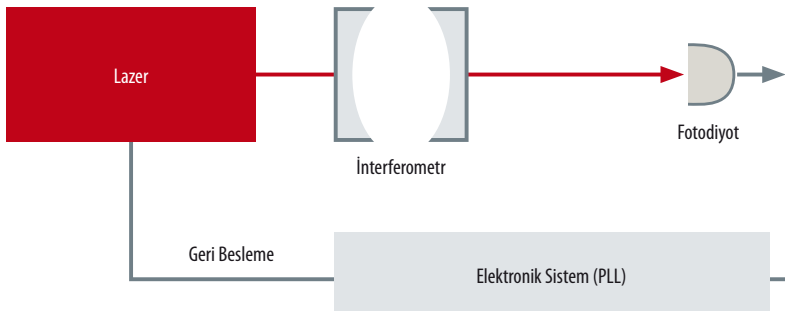 Lazer
İnterferometr
Fotodiyot
Geri Besleme
Elektronik Sistem (PLL)